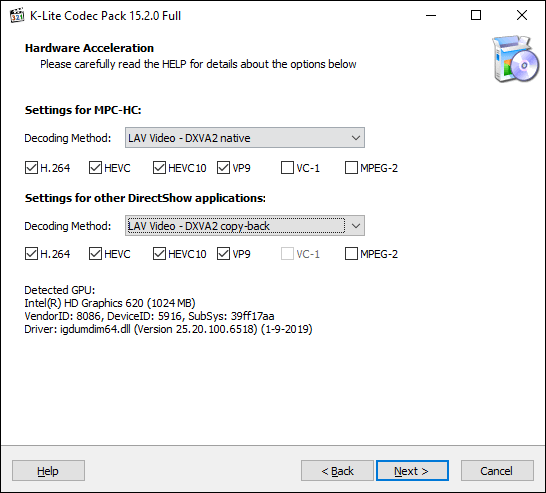 K-Lite Codec Pack 15.2.0 Full
Hardware Acceleration
Please carefully read the HELP for details about the options below
Settings for MPC-HC:
Decoding Method: LAV Video - DXVA2 native
H.264 HEVC HEVC10 VP9 VC-1 MPEG-2
Settings for other DirectShow applications:
Decoding Method: LAV Video - DXVA2 copy-back
H.264 HEVC HEVC10 VP9 VC-1 MPEG-2
Detected GPU:
Intel(R) HD Graphics 620 (1024 MB)
VendorID: 8086, DeviceID: 5916, SubSys: 39ff17aa
Driver: igdumdim64.dll (Version 25.20.100.6518) (1-9-2019)
Help < Back Next > Cancel